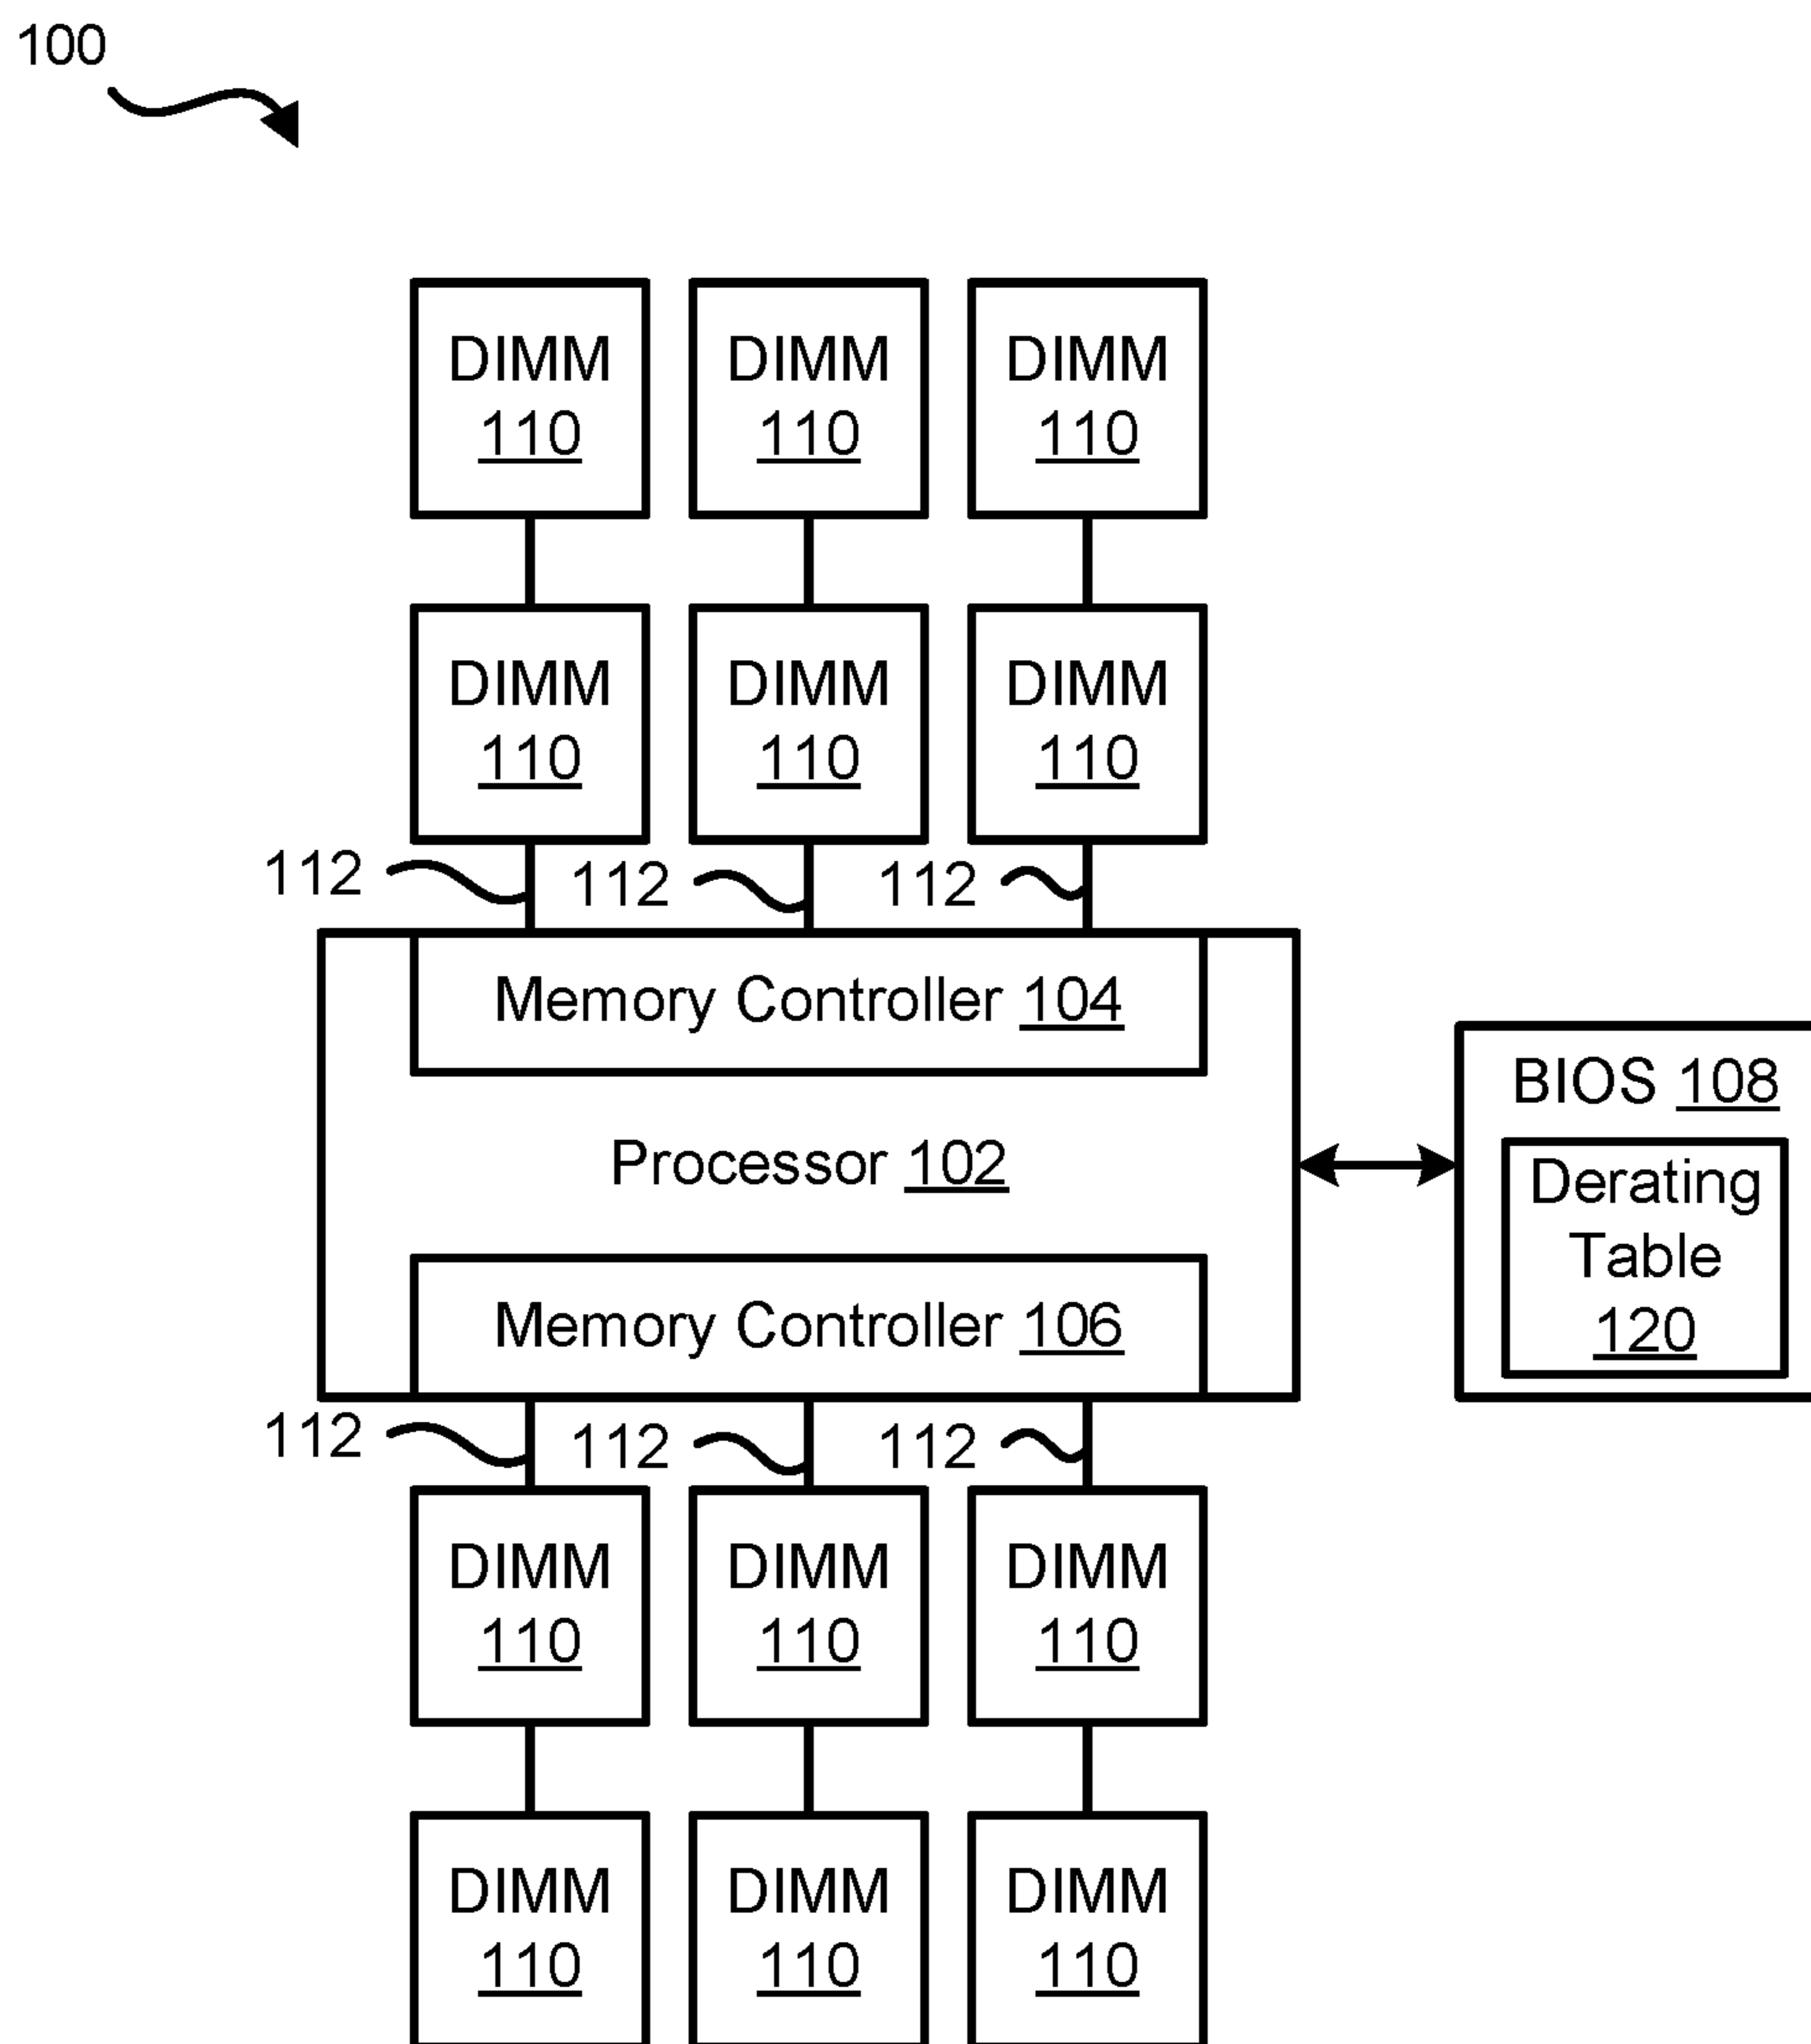 100
DIMM DIMM DIMM
110 110 110
DIMM DIMM DIMM
110 110 110
112 112 112
Memory Controller 104
BIOS 108
Processor 102
Derating
Table
120
Memory Controller 106
112 112 112
DIMM DIMM DIMM
110 110 110
DIMM DIMM DIMM
110 110 110